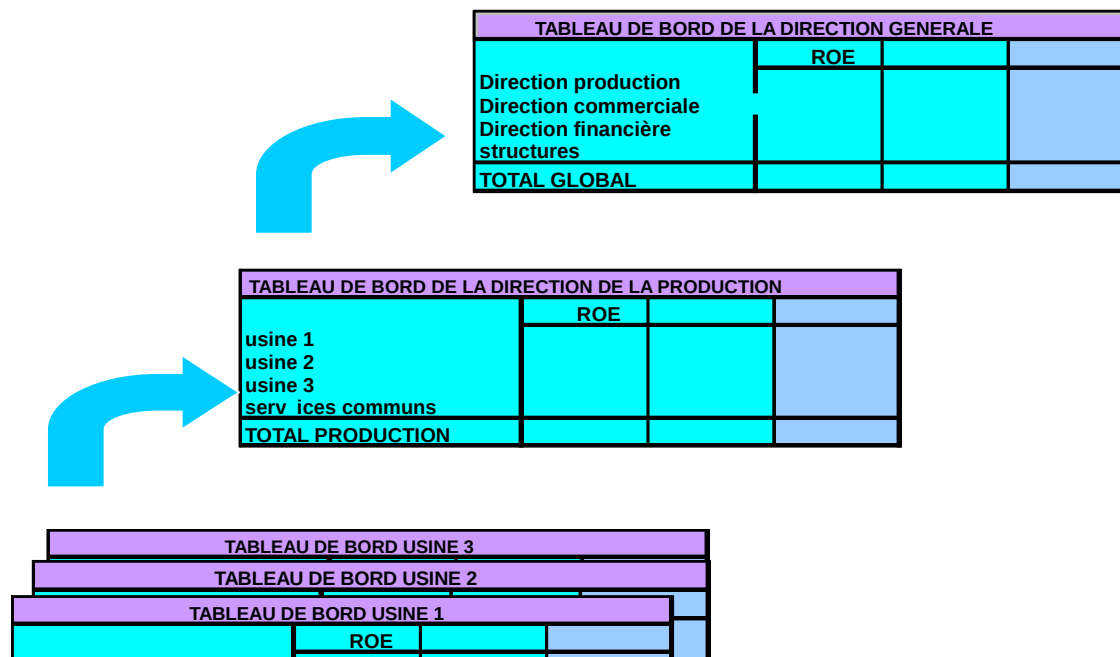 TABLEAU DE BORD DE LA DIRECTION GENERALE
ROE
Direction production
Direction commerciale
Direction financière
structures
TOTAL GLOBAL
TABLEAU DE BORD DE LA DIRECTION DE LA PRODUCTION
ROE
usine 1
usine 2
usine 3
serv ices communs
TOTAL PRODUCTION
TABLEAU DE BORD USINE 3
TABLEAU DE BORD USINE 2
TABLEAU DE BORD USINE 1
ROE